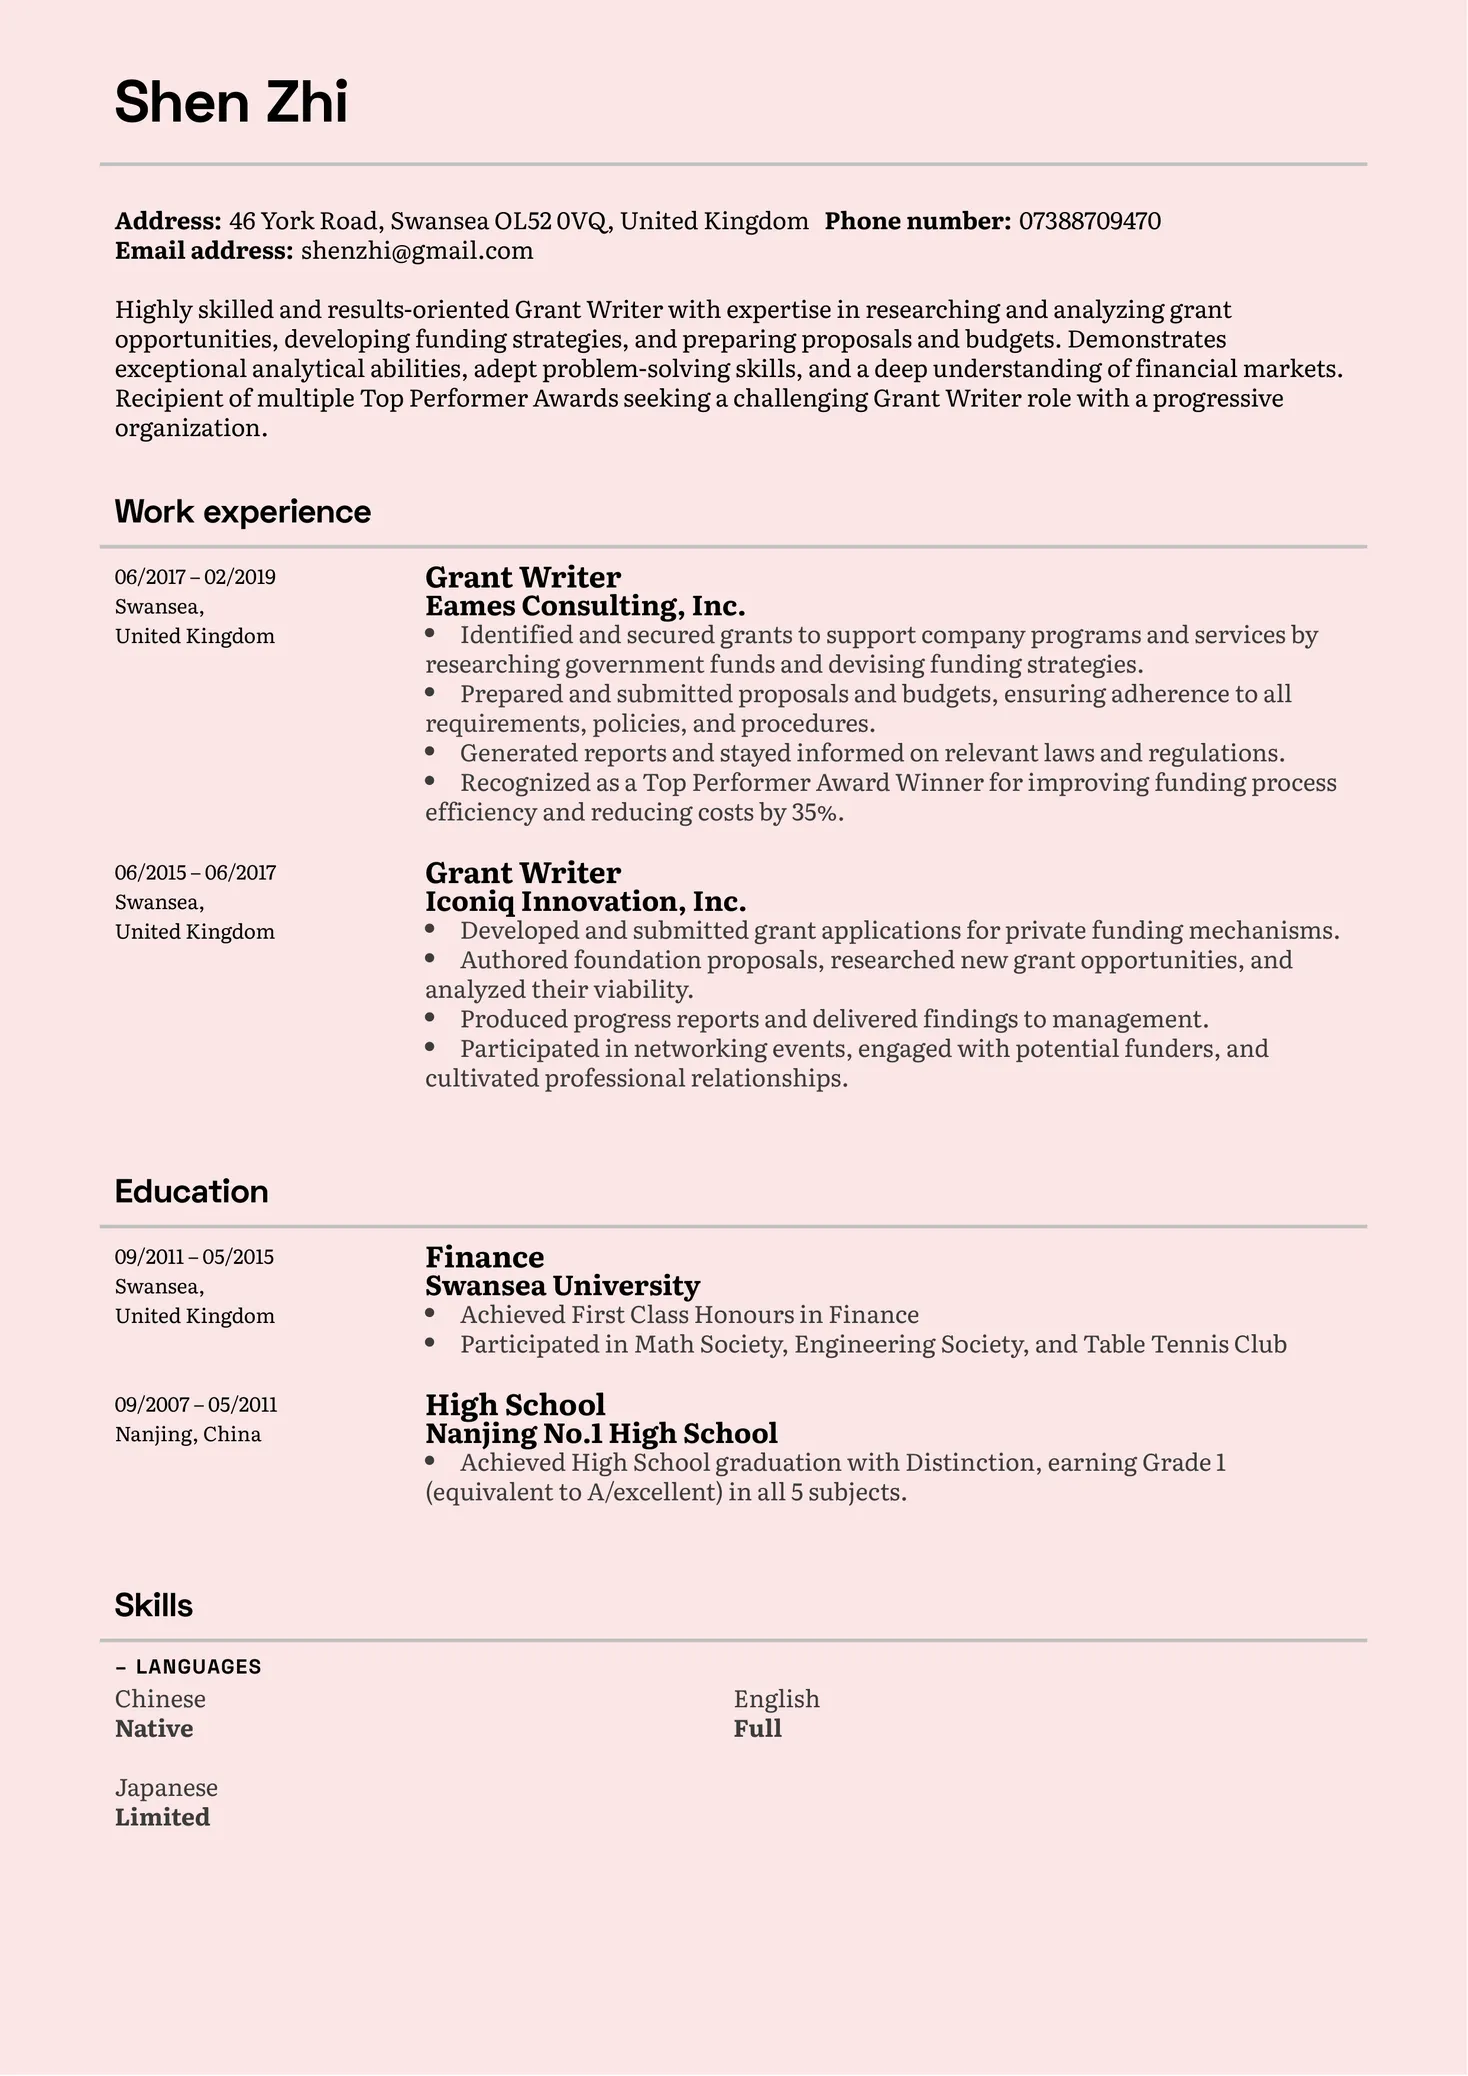 Shen Zhi
Address: 46 York Road, Swansea OL52 0VQ, United Kingdom Phone number: 07388709470
Email address: shenzhi@gmail.com
Highly skilled and results-oriented Grant Writer with expertise in researching and analyzing grant
opportunities, developing funding strategies, and preparing proposals and budgets. Demonstrates
exceptional analytical abilities, adept problem-solving skills, and a deep understanding of financial markets.
Recipient of multiple Top Performer Awards seeking a challenging Grant Writer role with a progressive
organization.
Work experience
06/2017 – 02/2019
Swansea,
United Kingdom
Grant Writer
Eames Consulting, Inc.
• Identified and secured grants to support company programs and services by
researching government funds and devising funding strategies.
• Prepared and submitted proposals and budgets, ensuring adherence to all
requirements, policies, and procedures.
• Generated reports and stayed informed on relevant laws and regulations.
• Recognized as a Top Performer Award Winner for improving funding process
efficiency and reducing costs by 35%.
06/2015 – 06/2017
Swansea,
United Kingdom
Grant Writer
Iconiq Innovation, Inc.
• Developed and submitted grant applications for private funding mechanisms.
• Authored foundation proposals, researched new grant opportunities, and
analyzed their viability.
• Produced progress reports and delivered findings to management.
• Participated in networking events, engaged with potential funders, and
cultivated professional relationships.
Education
09/2011 – 05/2015
Swansea,
United Kingdom
Finance
Swansea University
• Achieved First Class Honours in Finance
• Participated in Math Society, Engineering Society, and Table Tennis Club
09/2007 – 05/2011
Nanjing, China
High School
Nanjing No.1 High School
• Achieved High School graduation with Distinction, earning Grade 1
(equivalent to A/excellent) in all 5 subjects.
Skills
– LANGUAGES
Chinese
Native
English
Full
Japanese
Limited